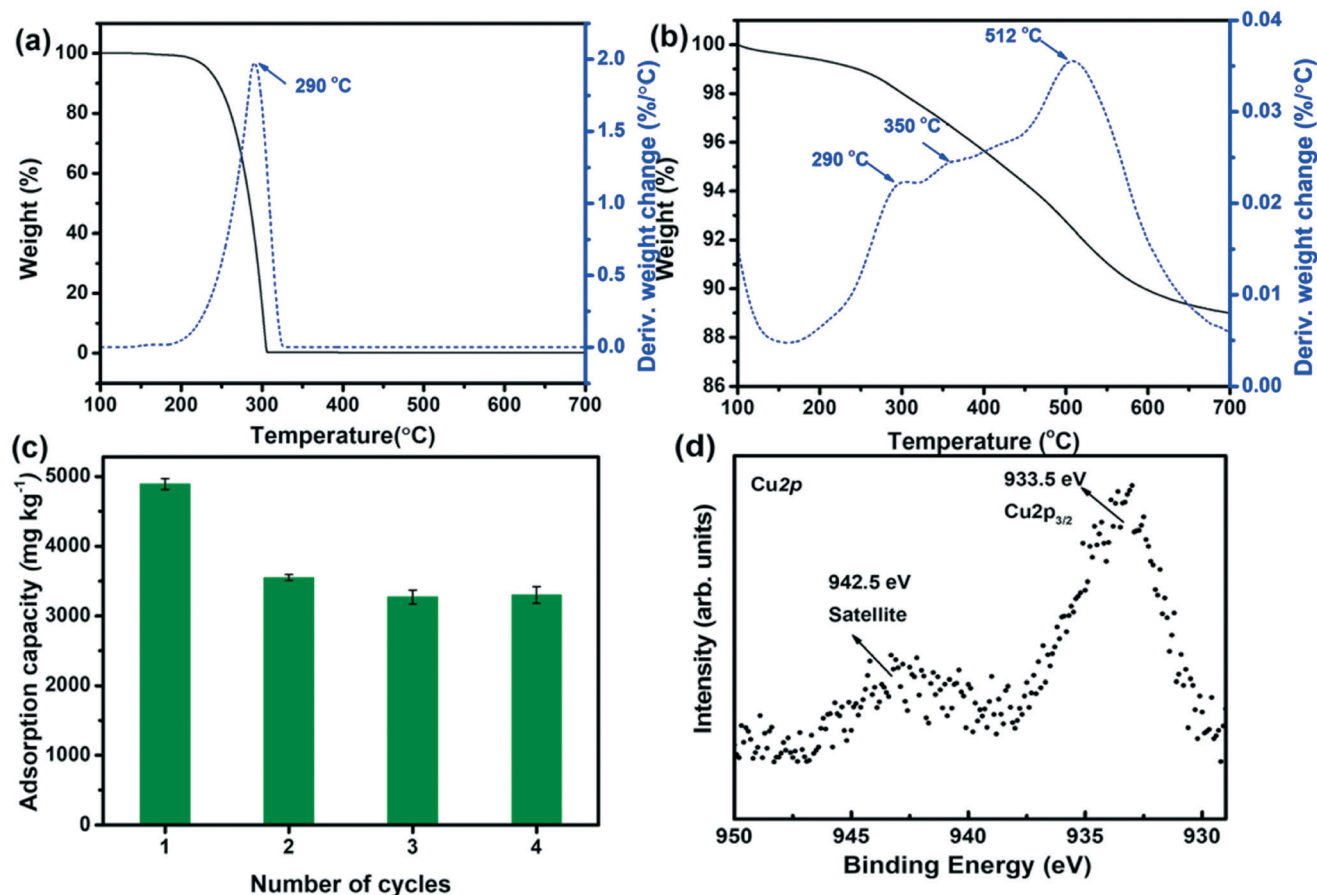 (a)
100
80
60
40
20
0
Weight (%)
290 °C
2.0
1.5
1.0
0.5
0.0
Deriv. weight change (%/°C)
100 200 300 400 500 600 700
Temperature(°C)
(b)
100
98
96
94
92
90
88
86
Weight (%)
290 °C
350 °C
512 °C
0.04
0.03
0.02
0.01
0.00
Deriv. weight change (%/°C)
100 200 300 400 500 600 700
Temperature (°C)
(c)
5000
4000
3000
2000
1000
0
Adsorption capacity (mg kg⁻¹)
1 2 3 4
Number of cycles
(d)
Cu2p
933.5 eV
Cu2p₃/₂
942.5 eV
Satellite
Intensity (arb. units)
950 945 940 935 930
Binding Energy (eV)